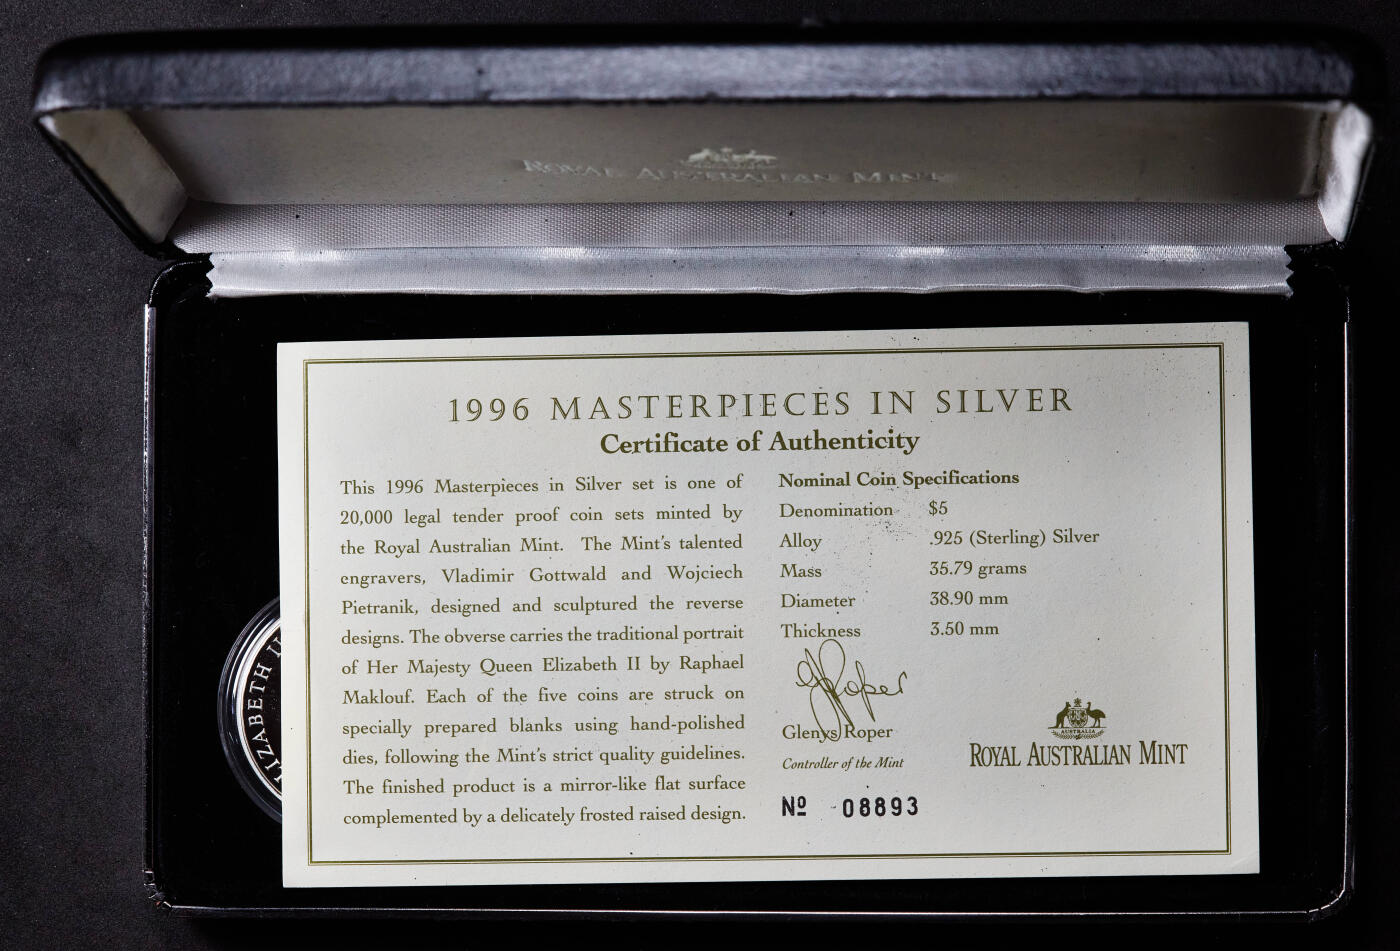 ROYAL AUSTRALIAN MINT
1996 MASTERPIECES IN SILVER
Certificate of Authenticity
This 1996 Masterpieces in Silver set is one of
20,000 legal tender proof coin sets minted by
the Royal Australian Mint. The Mint's talented
engravers, Vladimir Gottwald and Wojciech
Pietranik, designed and sculptured the reverse
designs. The obverse carries the traditional portrait
of Her Majesty Queen Elizabeth II by Raphael
Maklouf. Each of the five coins are struck on
specially prepared blanks using hand-polished
dies, following the Mint's strict quality guidelines.
The finished product is a mirror-like flat surface
complemented by a delicately frosted raised design.
Nominal Coin Specifications
Denomination $5
Alloy .925 (Sterling) Silver
Mass 35.79 grams
Diameter 38.90 mm
Thickness 3.50 mm
G Roper
Glenys Roper
Controller of the Mint
Nº 08893
AUSTRALIA
ROYAL AUSTRALIAN MINT
IZABETH II